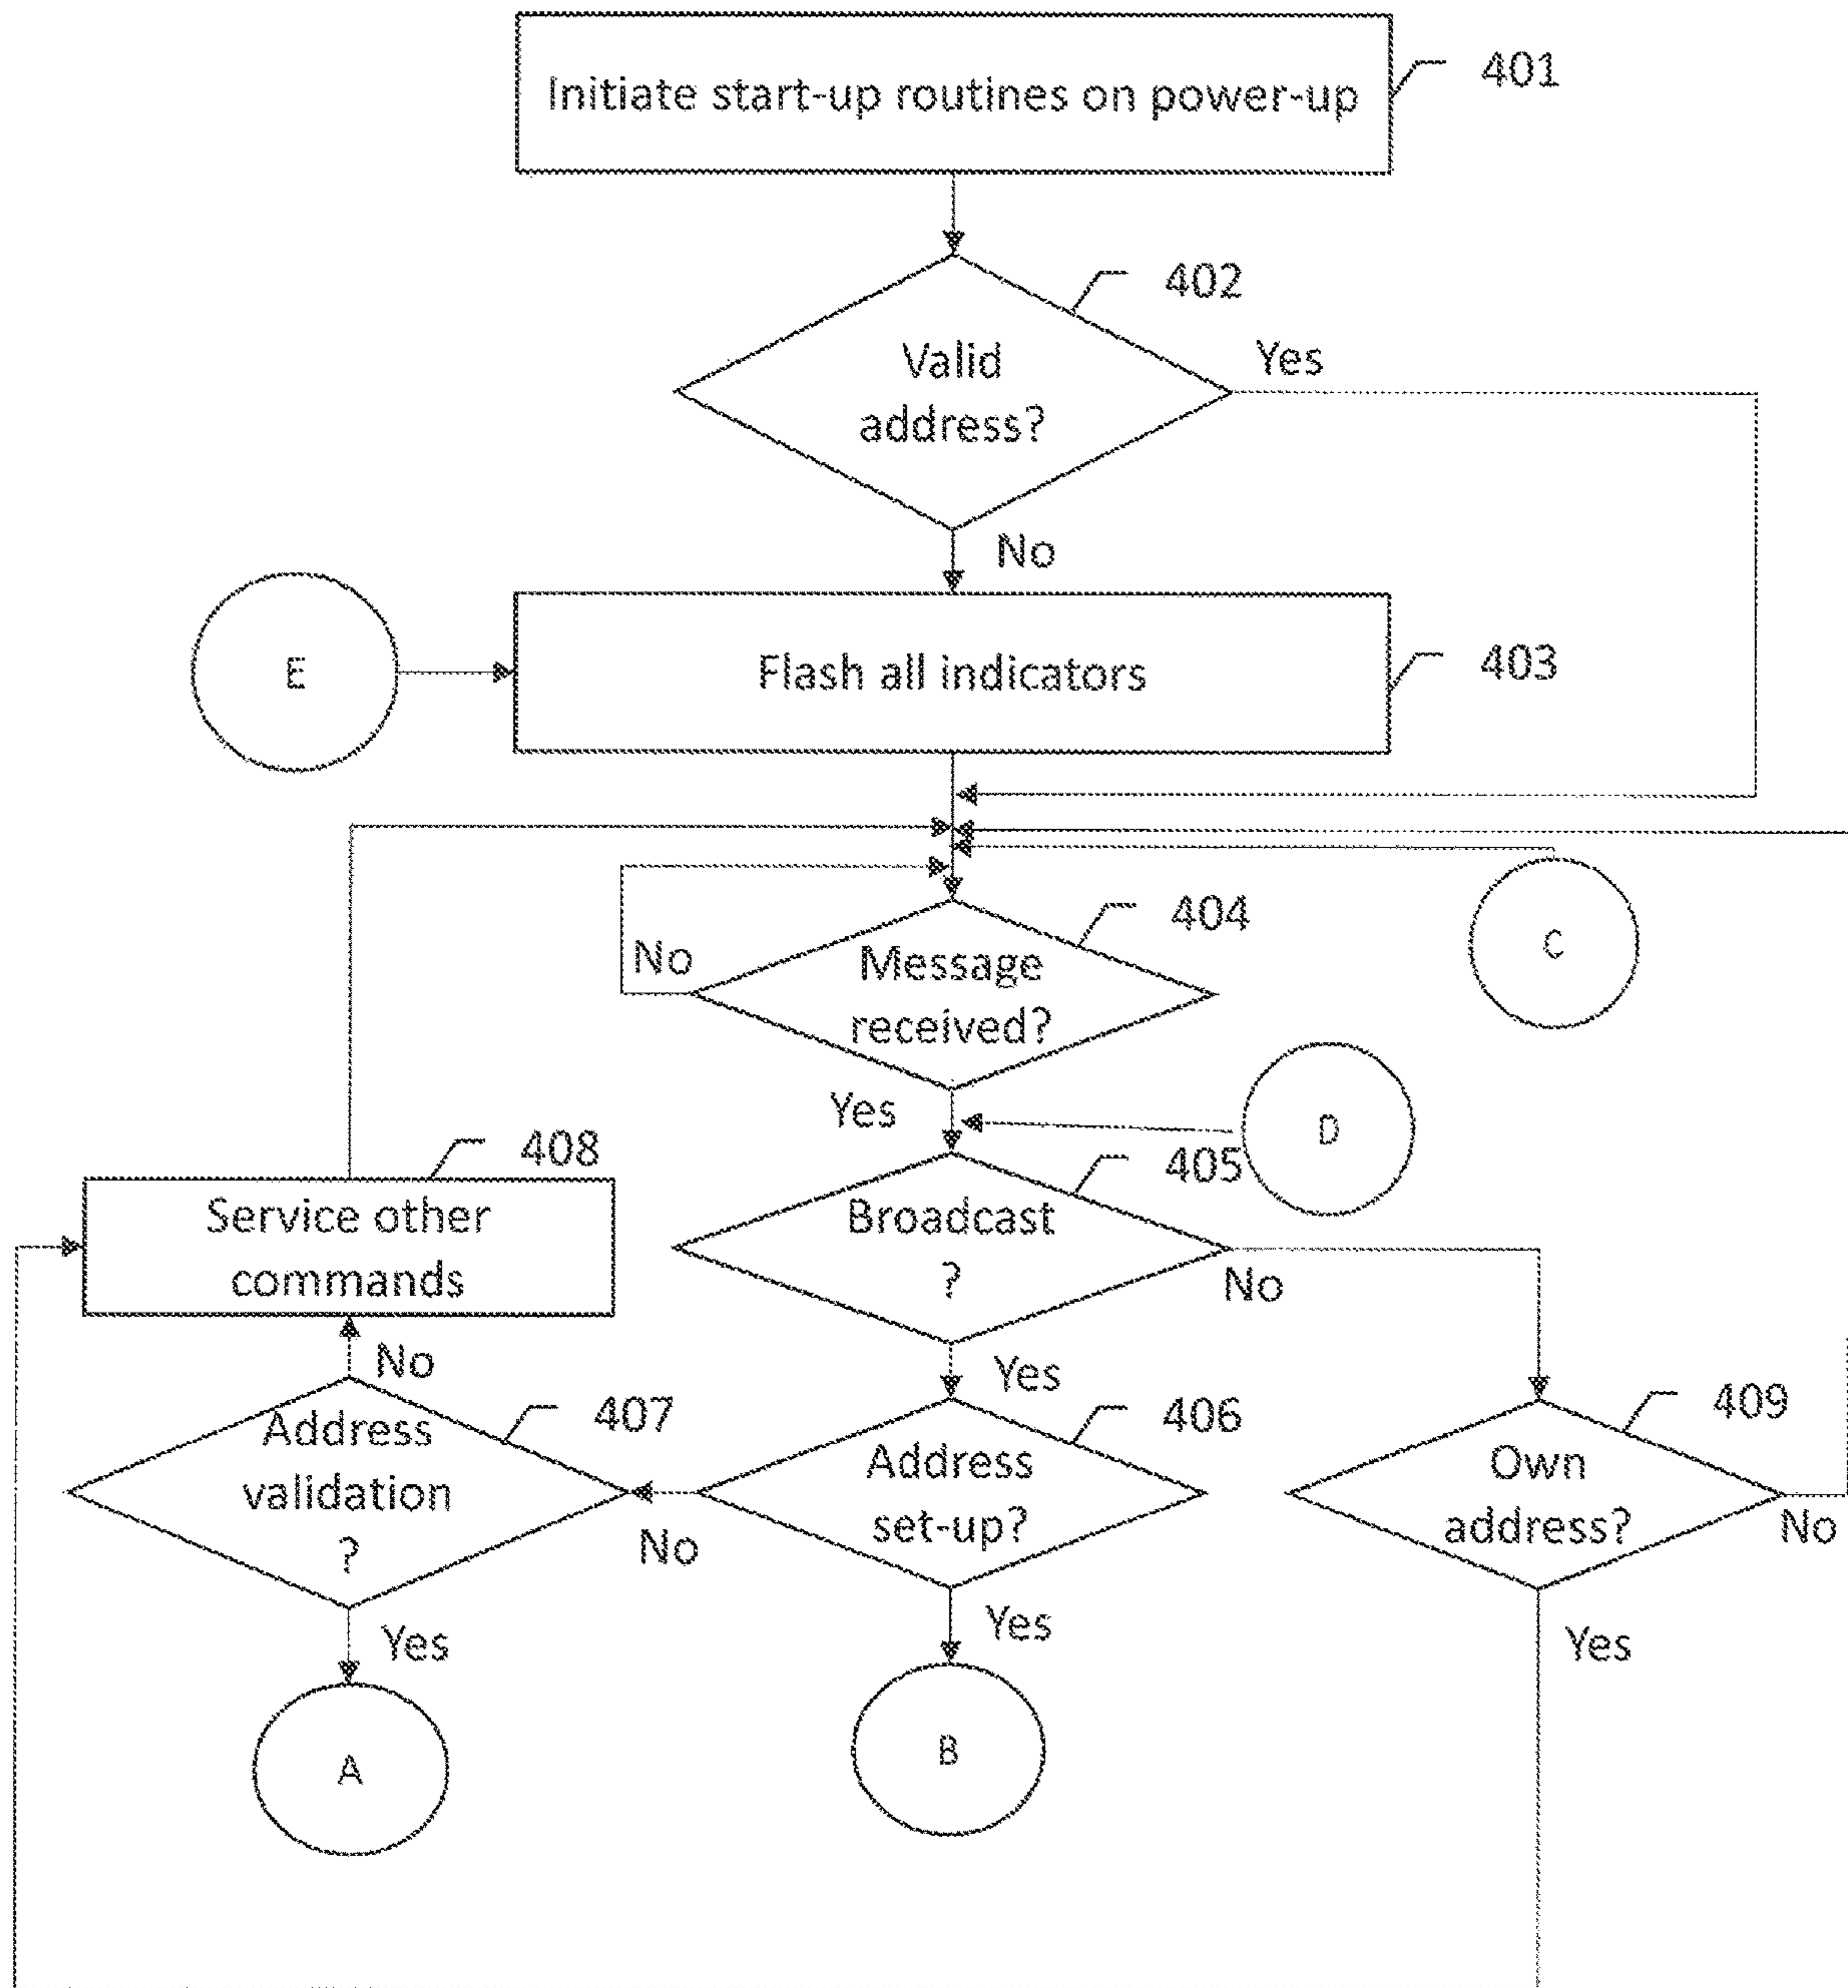 Initiate start-up routines on power-up
401
402
Valid
address?
Yes
No
E
Flash all indicators
403
404
No
Message
received?
C
Yes
D
408
405
Service other
commands
Broadcast
?
No
No
Yes
407
406
409
Address
validation
?
Address
set-up?
Own
address?
No
No
Yes
Yes
Yes
A
B